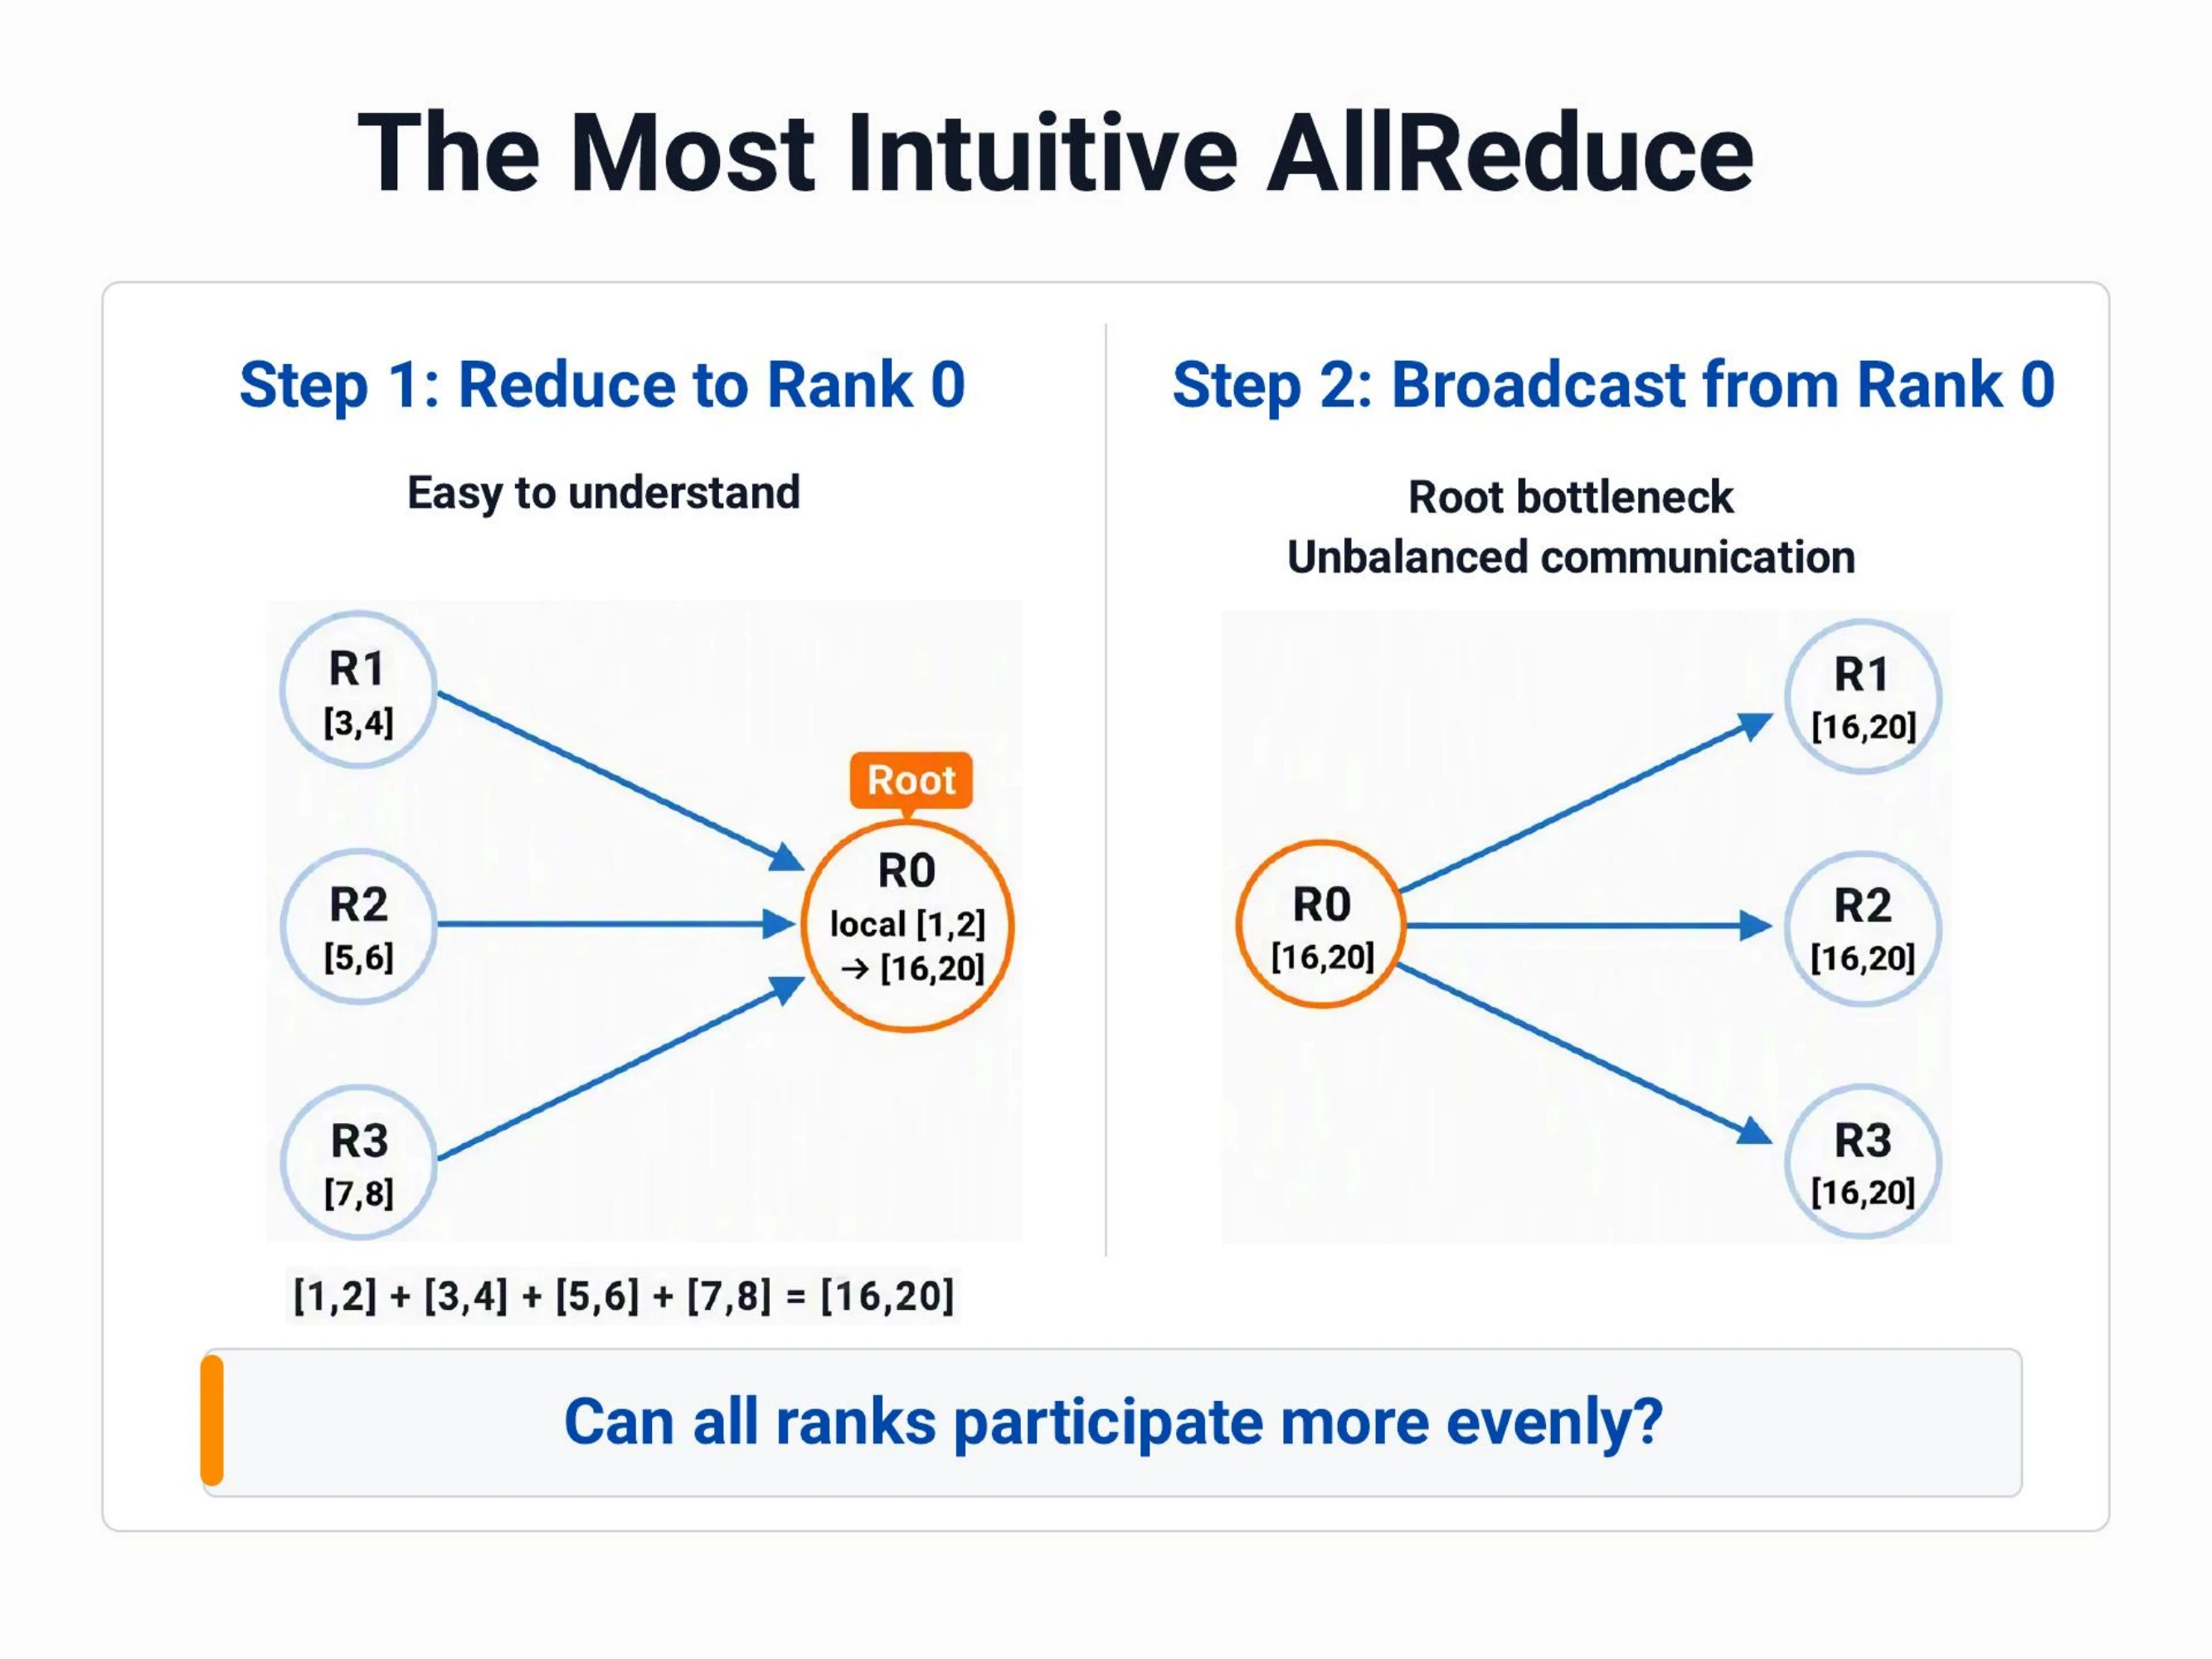 The Most Intuitive AllReduce
Step 1: Reduce to Rank 0
Easy to understand
R1
[3,4]
R2
[5,6]
R3
[7,8]
Root
R0
local [1,2]
→ [16,20]
[1,2] + [3,4] + [5,6] + [7,8] = [16,20]
Step 2: Broadcast from Rank 0
Root bottleneck
Unbalanced communication
R0
[16,20]
R1
[16,20]
R2
[16,20]
R3
[16,20]
Can all ranks participate more evenly?